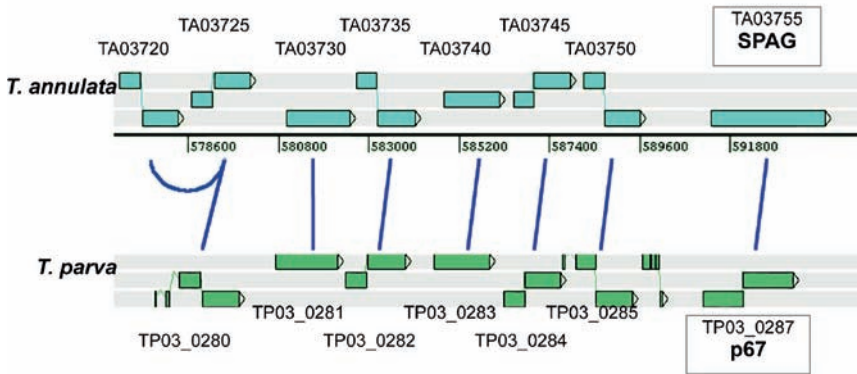 TA03725 TA03735 TA03745 TA03755
TA03720 TA03730 TA03740 TA03750 SPAG
T. annulata
578600 580800 583000 585200 587400 589600 591800
T. parva
TP03_0281 TP03_0283 TP03_0285 TP03_0287
TP03_0280 TP03_0282 TP03_0284 p67